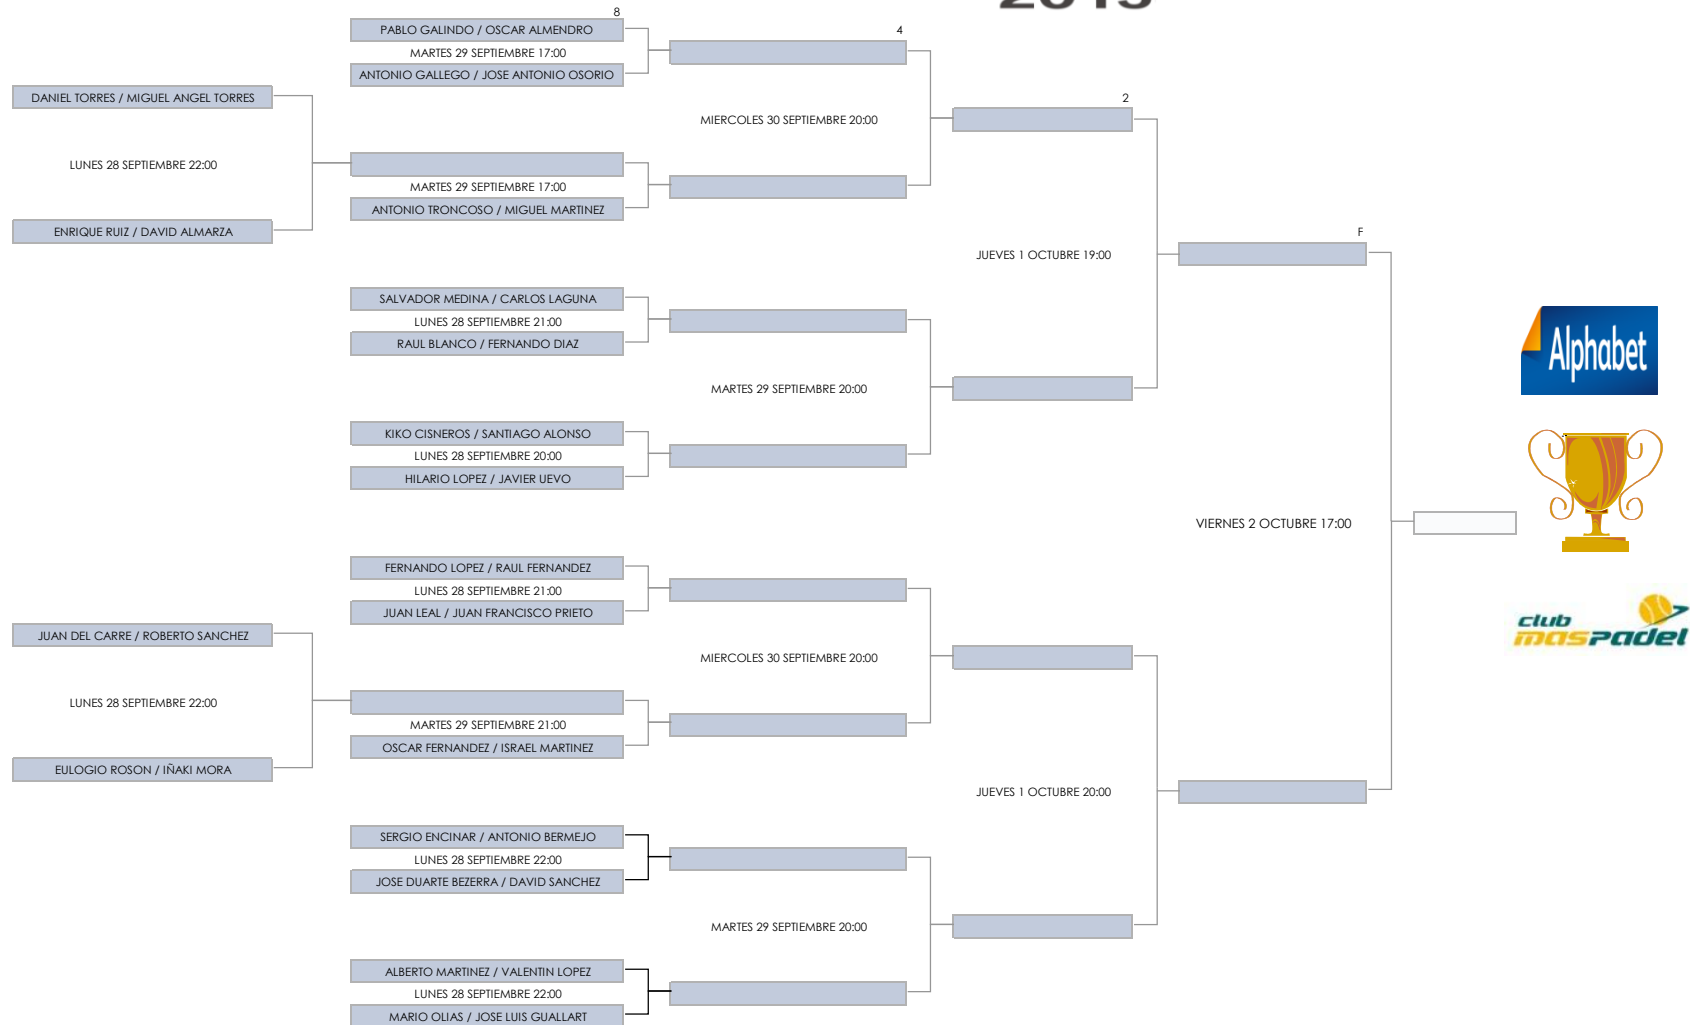 2015
8
PABLO GALINDO / OSCAR ALMENDRO
4
MARTES 29 SEPTIEMBRE 17:00
ANTONIO GALLEGO / JOSE ANTONIO OSORIO
DANIEL TORRES / MIGUEL ANGEL TORRES
2
MIERCOLES 30 SEPTIEMBRE 20:00
LUNES 28 SEPTIEMBRE 22:00
MARTES 29 SEPTIEMBRE 17:00
ANTONIO TRONCOSO / MIGUEL MARTINEZ
ENRIQUE RUIZ / DAVID ALMARZA
F
JUEVES 1 OCTUBRE 19:00
SALVADOR MEDINA / CARLOS LAGUNA
LUNES 28 SEPTIEMBRE 21:00
RAUL BLANCO / FERNANDO DIAZ
Alphabet
MARTES 29 SEPTIEMBRE 20:00
KIKO CISNEROS / SANTIAGO ALONSO
LUNES 28 SEPTIEMBRE 20:00
HILARIO LOPEZ / JAVIER UEVO
VIERNES 2 OCTUBRE 17:00
FERNANDO LOPEZ / RAUL FERNANDEZ
LUNES 28 SEPTIEMBRE 21:00
JUAN LEAL / JUAN FRANCISCO PRIETO
club
maspadel
JUAN DEL CARRE / ROBERTO SANCHEZ
MIERCOLES 30 SEPTIEMBRE 20:00
LUNES 28 SEPTIEMBRE 22:00
MARTES 29 SEPTIEMBRE 21:00
OSCAR FERNANDEZ / ISRAEL MARTINEZ
EULOGIO ROSON / IÑAKI MORA
JUEVES 1 OCTUBRE 20:00
SERGIO ENCINAR / ANTONIO BERMEJO
LUNES 28 SEPTIEMBRE 22:00
JOSE DUARTE BEZERRA / DAVID SANCHEZ
MARTES 29 SEPTIEMBRE 20:00
ALBERTO MARTINEZ / VALENTIN LOPEZ
LUNES 28 SEPTIEMBRE 22:00
MARIO OLIAS / JOSE LUIS GUALLART